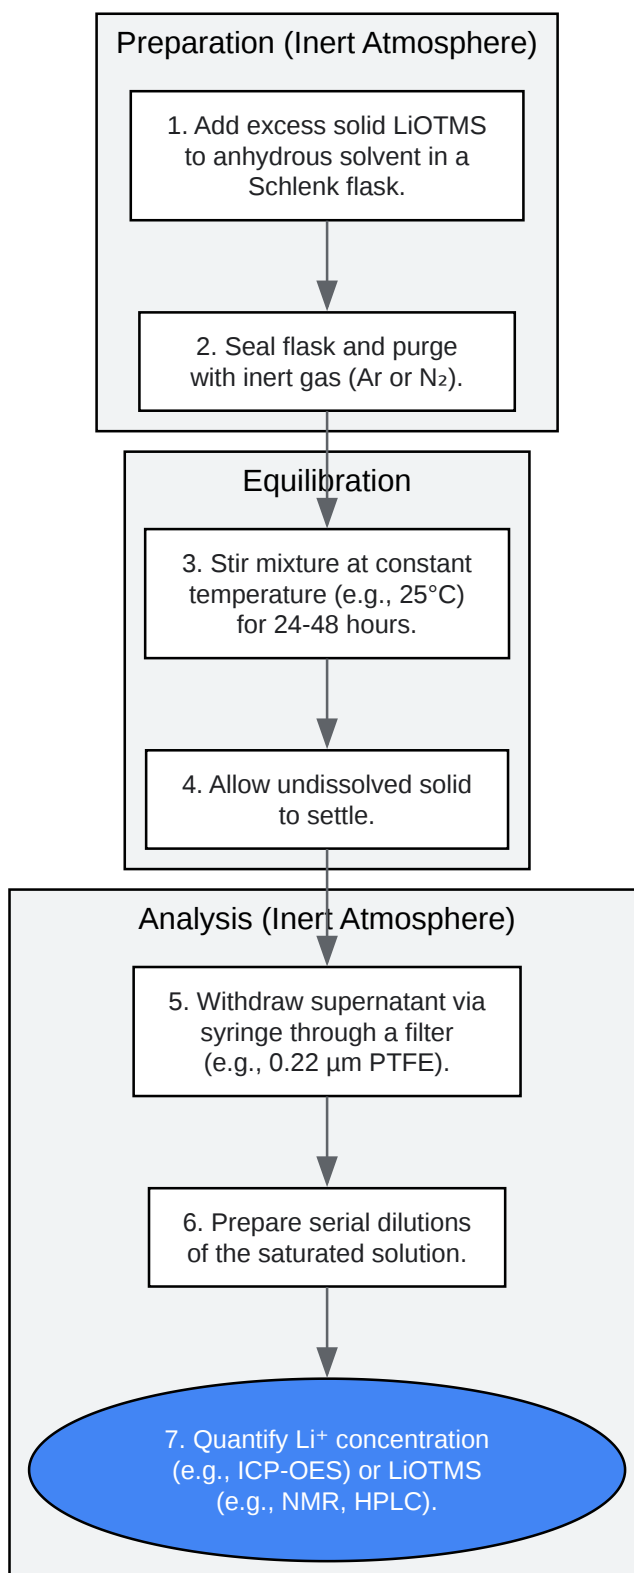 Preparation (Inert Atmosphere)
1. Add excess solid LiOTMS
to anhydrous solvent in a
Schlenk flask.
2. Seal flask and purge
with inert gas (Ar or N₂).
Equilibration
3. Stir mixture at constant
temperature (e.g., 25°C)
for 24-48 hours.
4. Allow undissolved solid
to settle.
Analysis (Inert Atmosphere)
5. Withdraw supernatant via
syringe through a filter
(e.g., 0.22 µm PTFE).
6. Prepare serial dilutions
of the saturated solution.
7. Quantify Li⁺ concentration
(e.g., ICP-OES) or LiOTMS
(e.g., NMR, HPLC).